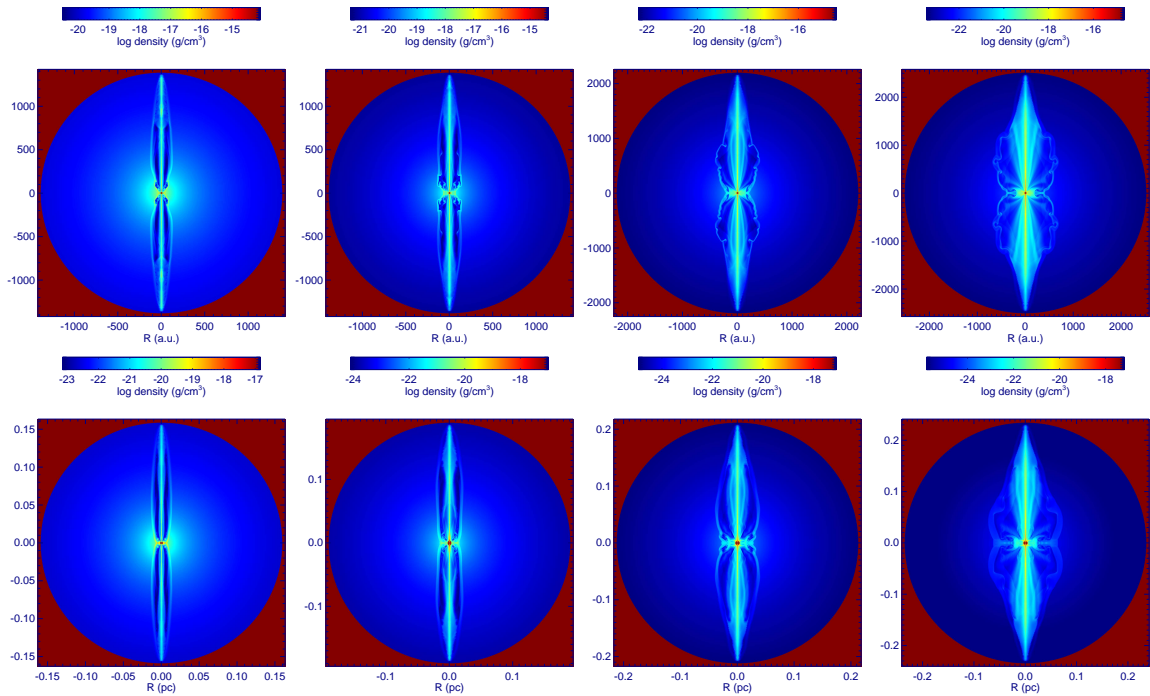 -20 -19 -18 -17 -16 -15
log density (g/cm³)
-21 -20 -19 -18 -17 -16 -15
log density (g/cm³)
-22 -20 -18 -16
log density (g/cm³)
-22 -20 -18 -16
log density (g/cm³)
1000
500
0
-500
-1000
-1000 -500 0 500 1000
R (a.u.)
1000
500
0
-500
-1000
-1000 -500 0 500 1000
R (a.u.)
2000
1000
0
-1000
-2000
-2000 -1000 0 1000 2000
R (a.u.)
2000
1000
0
-1000
-2000
-2000 -1000 0 1000 2000
R (a.u.)
-23 -22 -21 -20 -19 -18 -17
log density (g/cm³)
-24 -22 -20 -18
log density (g/cm³)
-24 -22 -20 -18
log density (g/cm³)
-24 -22 -20 -18
log density (g/cm³)
0.15
0.10
0.05
0.00
-0.05
-0.10
-0.15
-0.15 -0.10 -0.05 0.00 0.05 0.10 0.15
R (pc)
0.1
0.0
-0.1
-0.1 0.0 0.1
R (pc)
0.2
0.1
0.0
-0.1
-0.2
-0.2 -0.1 0.0 0.1 0.2
R (pc)
0.2
0.1
0.0
-0.1
-0.2
-0.2 -0.1 0.0 0.1 0.2
R (pc)